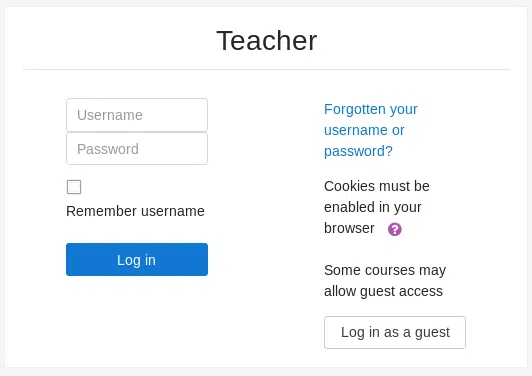 Teacher
Username
Password
Remember username
Log in
Forgotten your
username or
password?
Cookies must be
enabled in your
browser ?
Some courses may
allow guest access
Log in as a guest